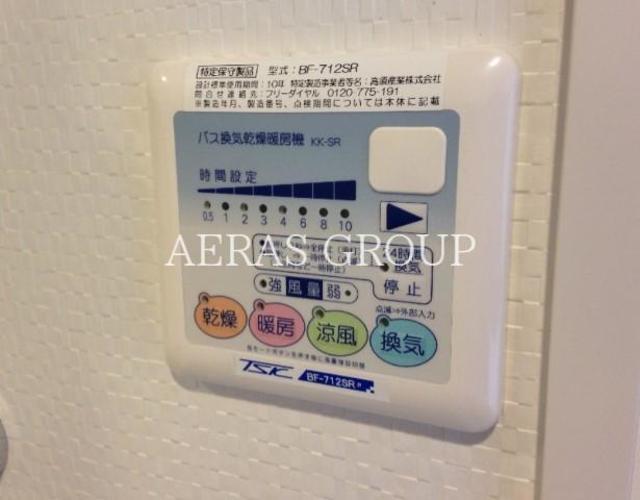 特定保守製品 型式：BF-712SR
設計標準使用期間：10年 特定製造事業者等名：高須産業株式会社
問合せ連絡先：フリーダイヤル 0120-775-191
※製造年月、製造番号、点検期間については本体に記載
バス換気乾燥暖房機 KK-SR
時間設定
0.5 1 2 3 4 6 8 10
AERAS GROUP
24時間
換気
停止
強 風量 弱
点滅⇒外部入力
乾燥 暖房 涼風 換気
TSK BF-712SR